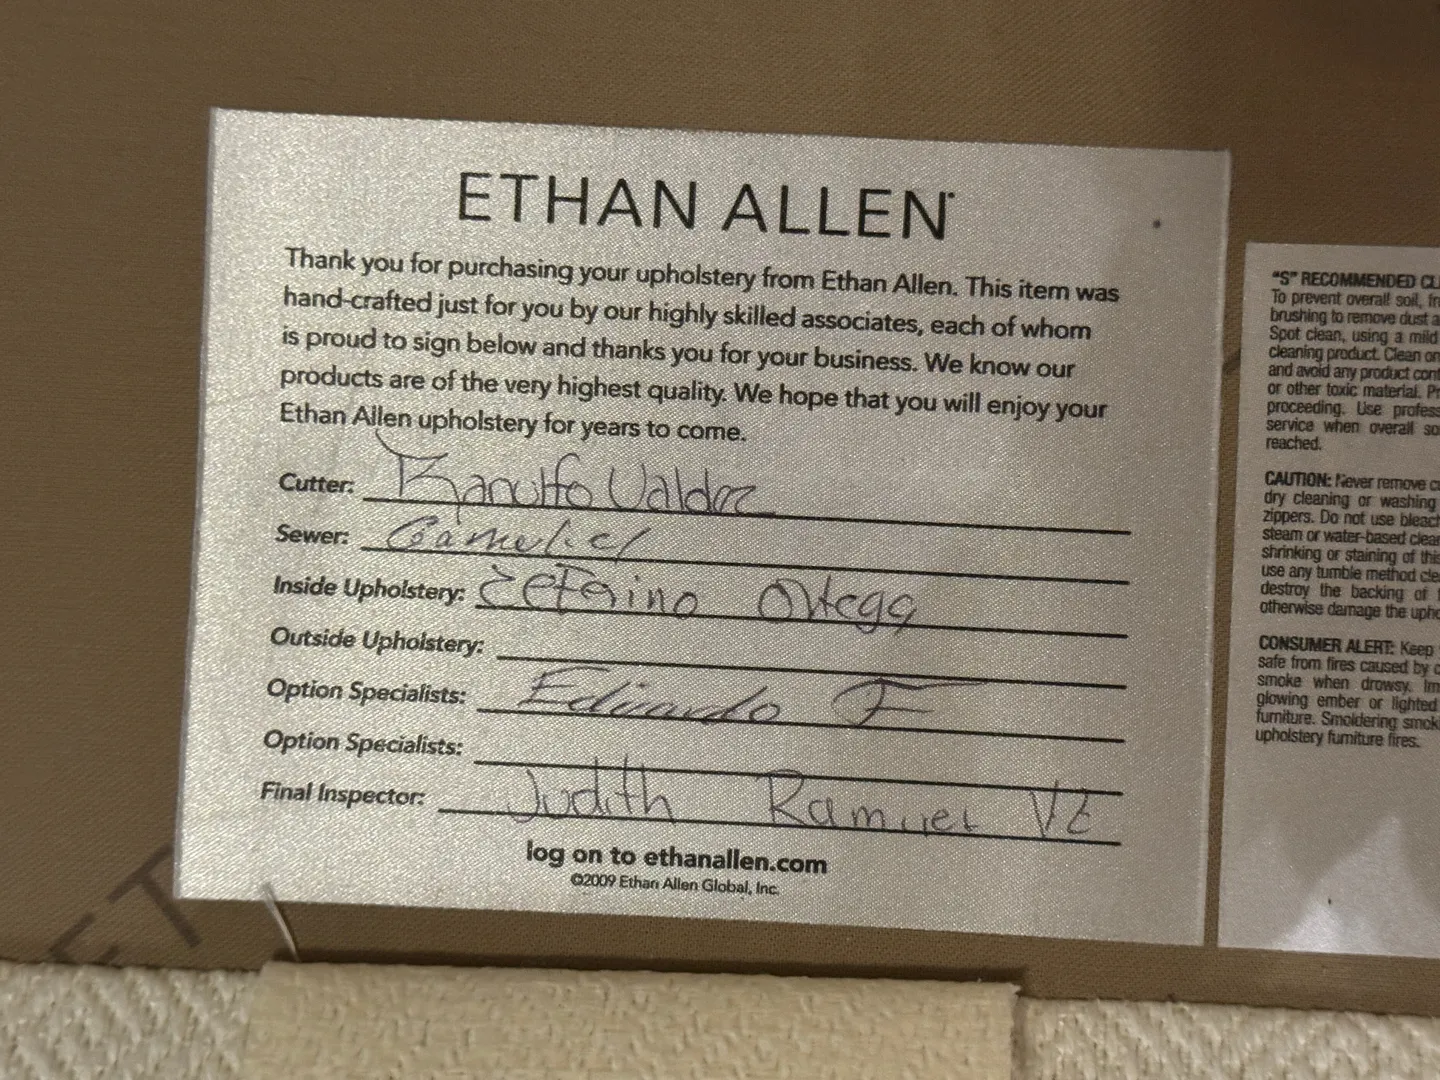 ETHAN ALLEN
Thank you for purchasing your upholstery from Ethan Allen. This item was
hand-crafted just for you by our highly skilled associates, each of whom
is proud to sign below and thanks you for your business. We know our
products are of the very highest quality. We hope that you will enjoy your
Ethan Allen upholstery for years to come.
Cutter: Ranulfo Valdez
Sewer:
Inside Upholstery: Ortega
Outside Upholstery:
Option Specialists: Eduardo F
Option Specialists:
Final Inspector: Judith Ramirez VE
log on to ethanallen.com
©2009 Ethan Allen Global, Inc.
"S" RECOMMENDED
To prevent overall soil,
brushing to remove dust
Spot clean, using a mild
cleaning product. Clean
and avoid any product
or other toxic material.
proceeding. Use
service when overall
reached.
CAUTION: Never remove
dry cleaning or washing
zippers. Do not use
steam or water-based
shrinking or staining of this
use any tumble method
destroy the backing of
otherwise damage the
CONSUMER ALERT: Keep
safe from fires caused by
smoke when drowsy.
glowing ember or lighted
furniture. Smoldering
upholstery furniture fires.
ET